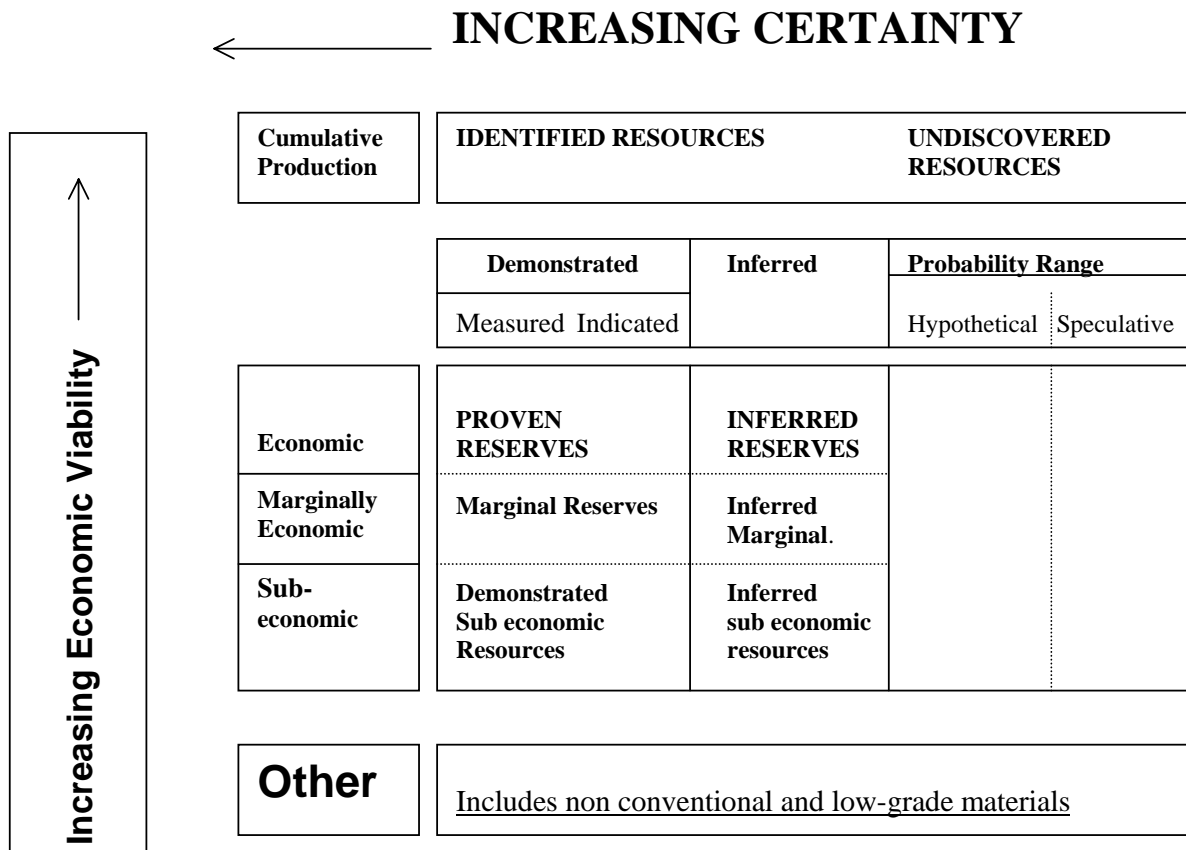 INCREASING CERTAINTY
Cumulative
Production
IDENTIFIED RESOURCES
UNDISCOVERED
RESOURCES
Demonstrated
Inferred
Probability Range
Measured Indicated
Hypothetical
Speculative
Increasing Economic Viability
Economic
PROVEN
RESERVES
INFERRED
RESERVES
Marginally
Economic
Marginal Reserves
Inferred
Marginal.
Sub-
economic
Demonstrated
Sub economic
Resources
Inferred
sub economic
resources
Other
Includes non conventional and low-grade materials